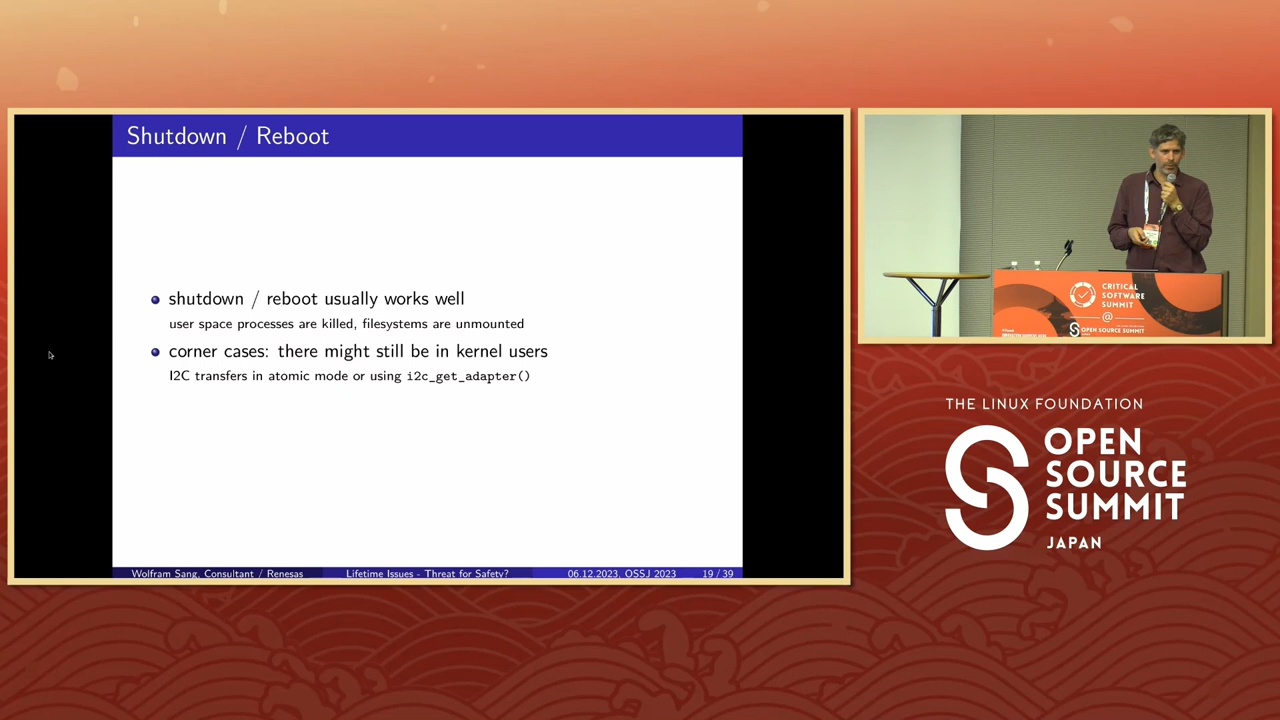 Shutdown / Reboot
shutdown / reboot usually works well
user space processes are killed, filesystems are unmounted
corner cases: there might still be in kernel users
I2C transfers in atomic mode or using i2c_get_adapter()
Wolfram Sang, Consultant / Renesas
Lifetime Issues - Threat for Safety?
06.12.2023, OSSJ 2023
19 / 39
CRITICAL
SOFTWARE
SUMMIT
@
OPEN SOURCE SUMMIT
THE LINUX FOUNDATION
OPEN
SOURCE
SUMMIT
JAPAN